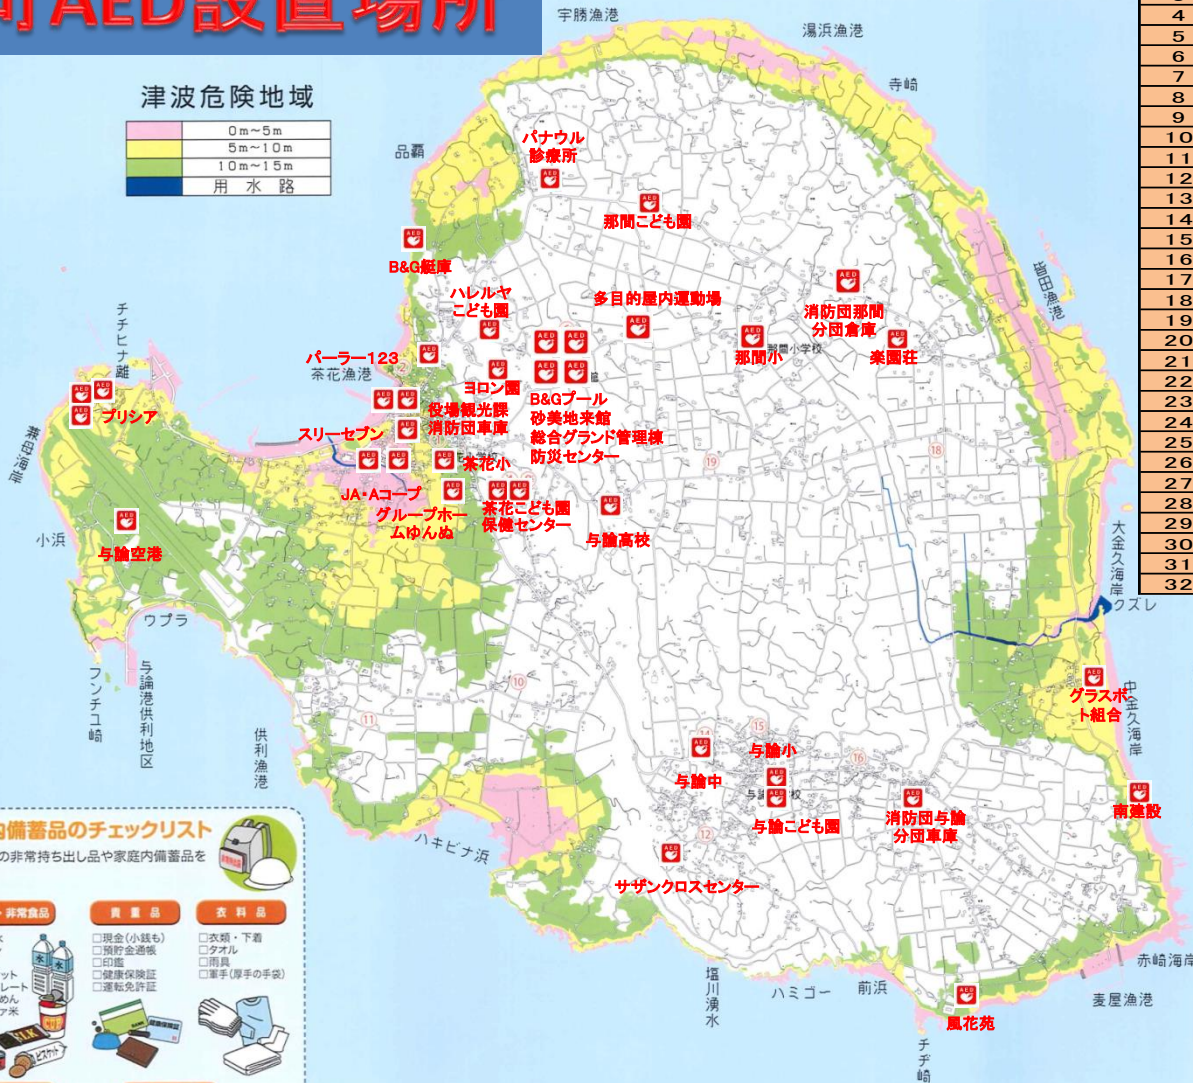 町AED設置場所
津波危険地域
0m～5m
5m～10m
10m～15m
用水路
宇勝漁港
湯浜漁港
寺崎
品覇
パナウル
診療所
那間こども園
B&G艇庫
ハレルヤ
こども園
多目的屋内運動場
消防団那間
分団倉庫
皆田漁港
那間小学校
那間小
楽園荘
チチヒナ離
パーラー123
茶花漁港
2
ヨロン園
B&Gプール
砂美地来館
総合グランド管理棟
防災センター
プリシア
役場観光課
消防団車庫
スリーセブン
兼母海岸
茶花小
19
18
JA・Aコープ
グループホー
ムゆんぬ
茶花こども園
保健センター
与論高校
小浜
与論空港
大金久海岸
クズレ
ウプラ
フンチュ崎
与論港供利地区
供利漁港
10
11
グラスボー
ト組合
中金久海岸
15
与論小
与論中
16
与論こども園
消防団与論
分団車庫
南建設
12
ハキビナ浜
サザンクロスセンター
塩川湧水
ハミゴー
前浜
赤崎海岸
麦屋漁港
風花苑
チヂ崎
内備蓄品のチェックリスト
の非常持ち出し品や家庭内備蓄品を
・非常食品
貴重品
□現金(小銭も)
□預貯金通帳
□印鑑
□健康保険証
□運転免許証
衣料品
□衣類・下着
□タオル
□雨具
□軍手(厚手の手袋)
4
5
6
7
8
9
10
11
12
13
14
15
16
17
18
19
20
21
22
23
24
25
26
27
28
29
30
31
32